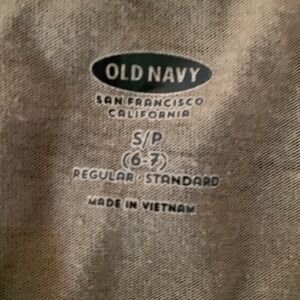 OLD NAVY
SAN FRANCISCO
CALIFORNIA
S/P
(6-7)
REGULAR · STANDARD
MADE IN VIETNAM